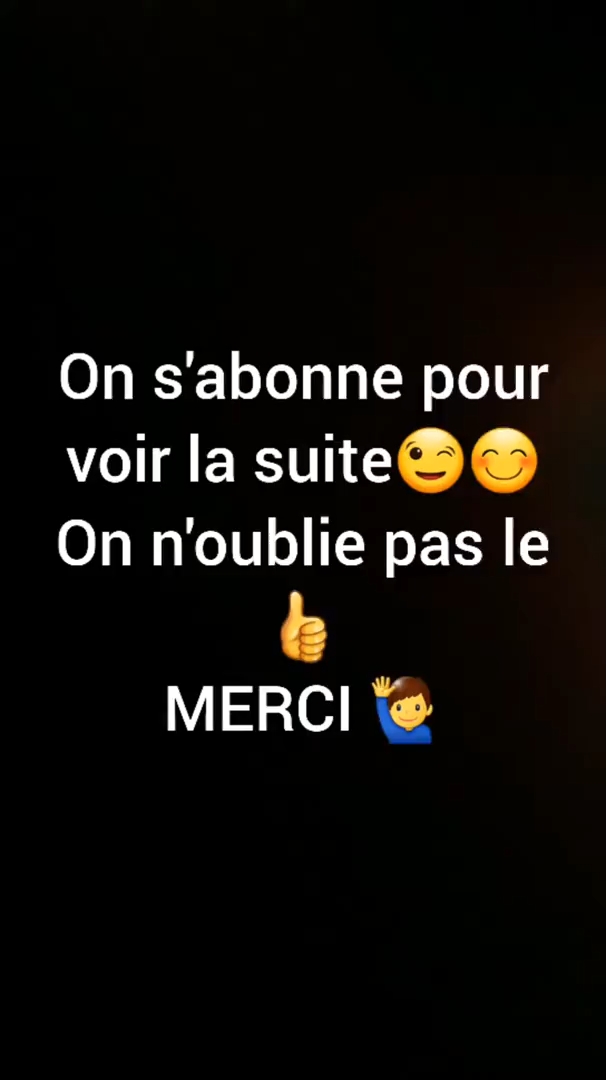 On s'abonne pour
voir la suite😉😊
On n'oublie pas le
👍
MERCI 🙋‍♂️